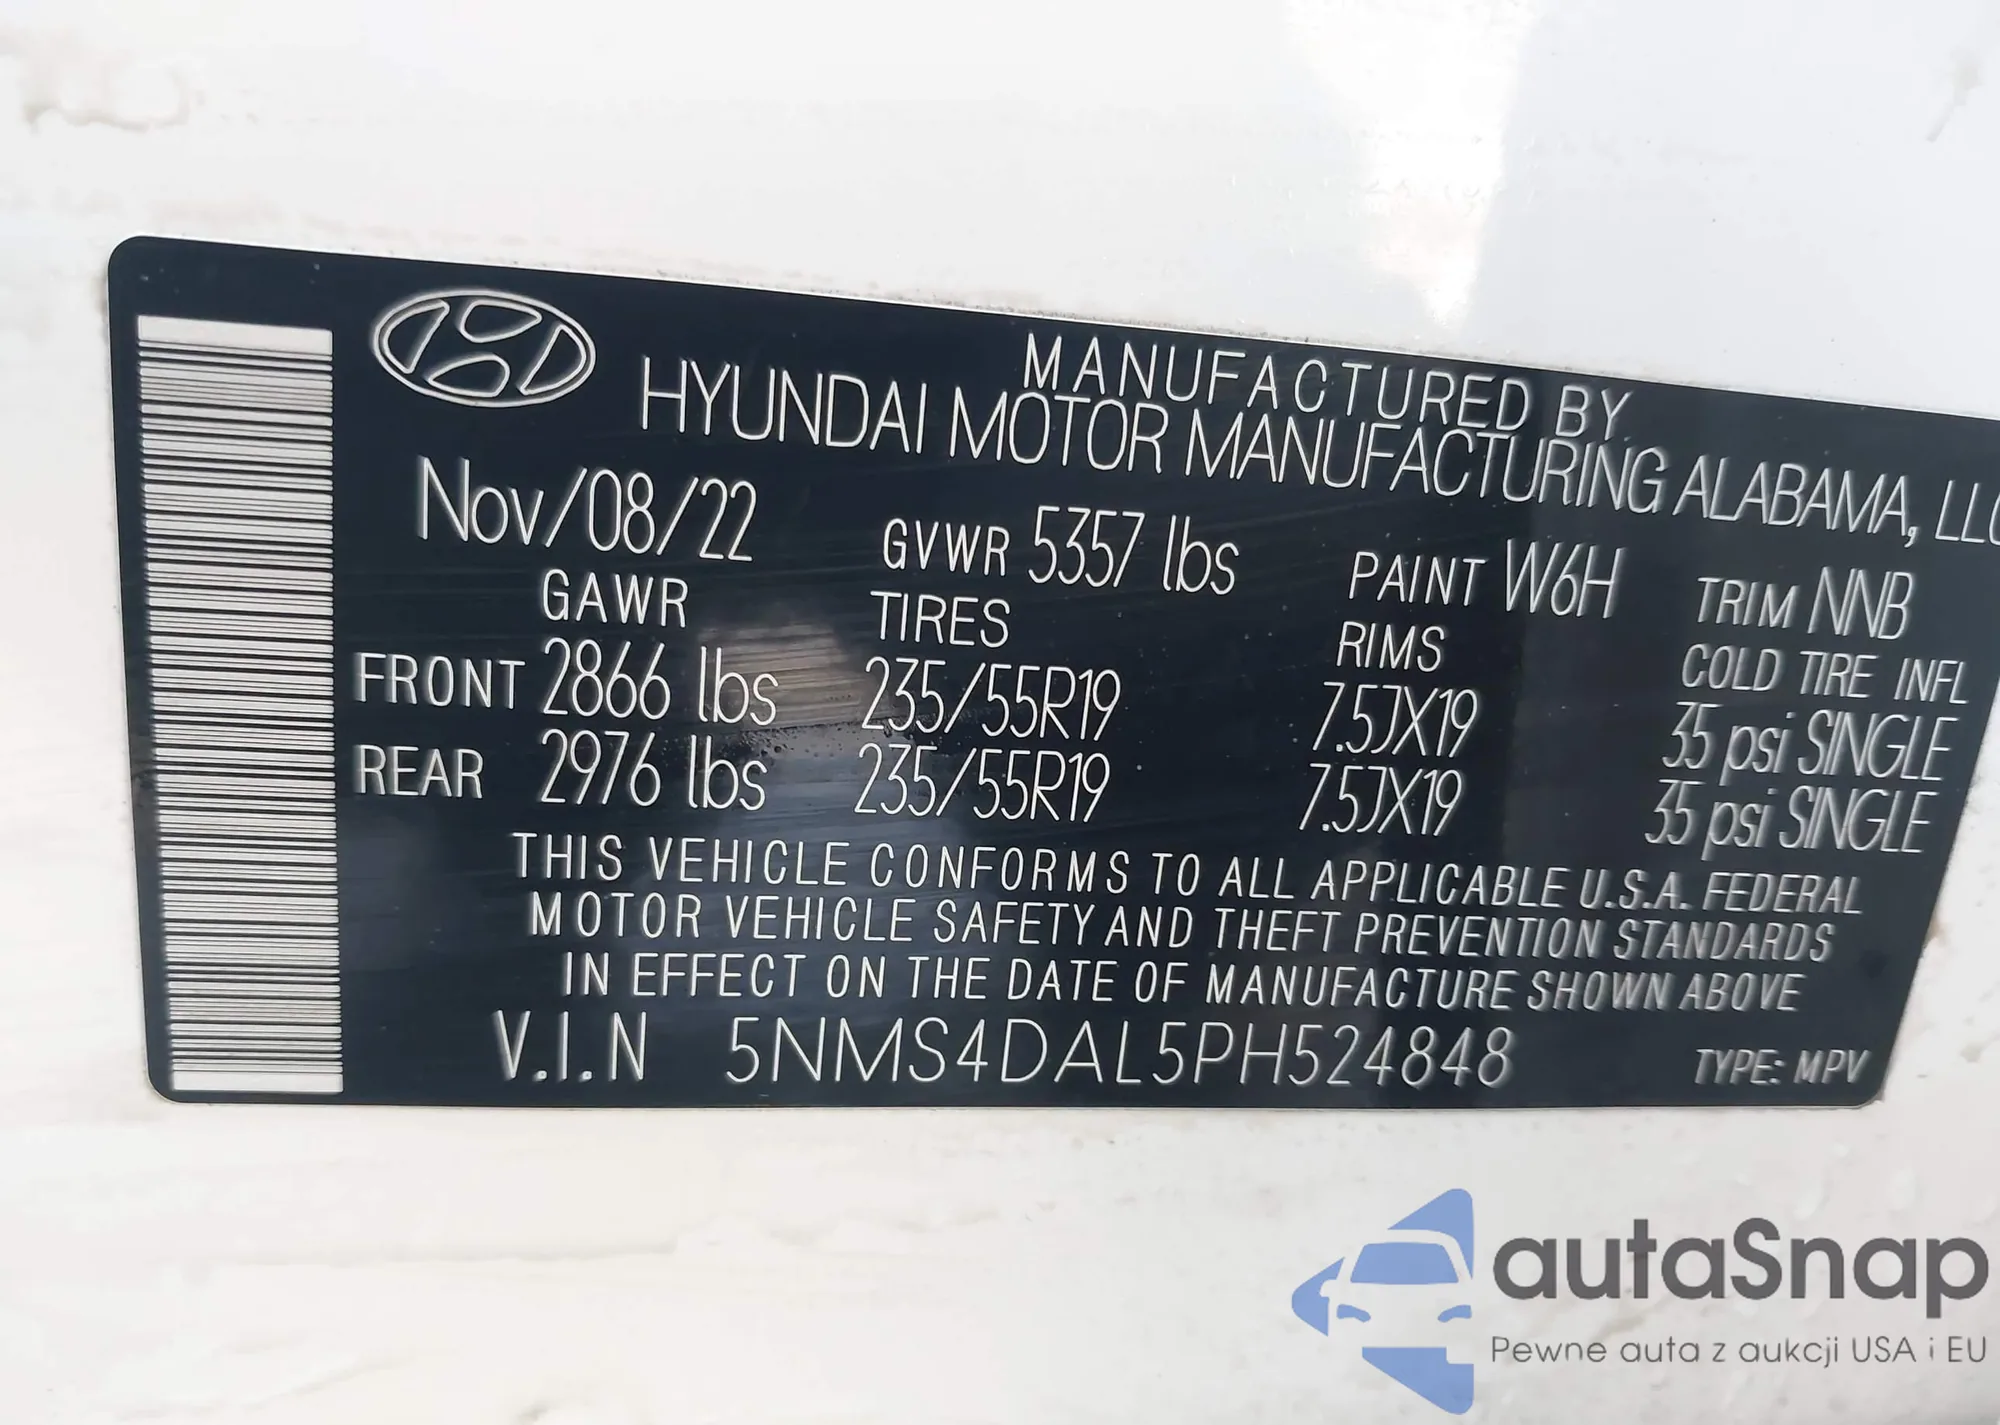 MANUFACTURED BY
HYUNDAI MOTOR MANUFACTURING ALABAMA, LLC
Nov/08/22 GVWR 5357 lbs PAINT W6H TRIM NNB
GAWR TIRES RIMS COLD TIRE INFL
FRONT 2866 lbs 235/55R19 7.5JX19 35 psi SINGLE
REAR 2976 lbs 235/55R19 7.5JX19 35 psi SINGLE
THIS VEHICLE CONFORMS TO ALL APPLICABLE U.S.A. FEDERAL
MOTOR VEHICLE SAFETY AND THEFT PREVENTION STANDARDS
IN EFFECT ON THE DATE OF MANUFACTURE SHOWN ABOVE
V.I.N 5NMS4DAL5PH524848 TYPE: MPV
autaSnap
Pewne auta z aukcji USA i EU